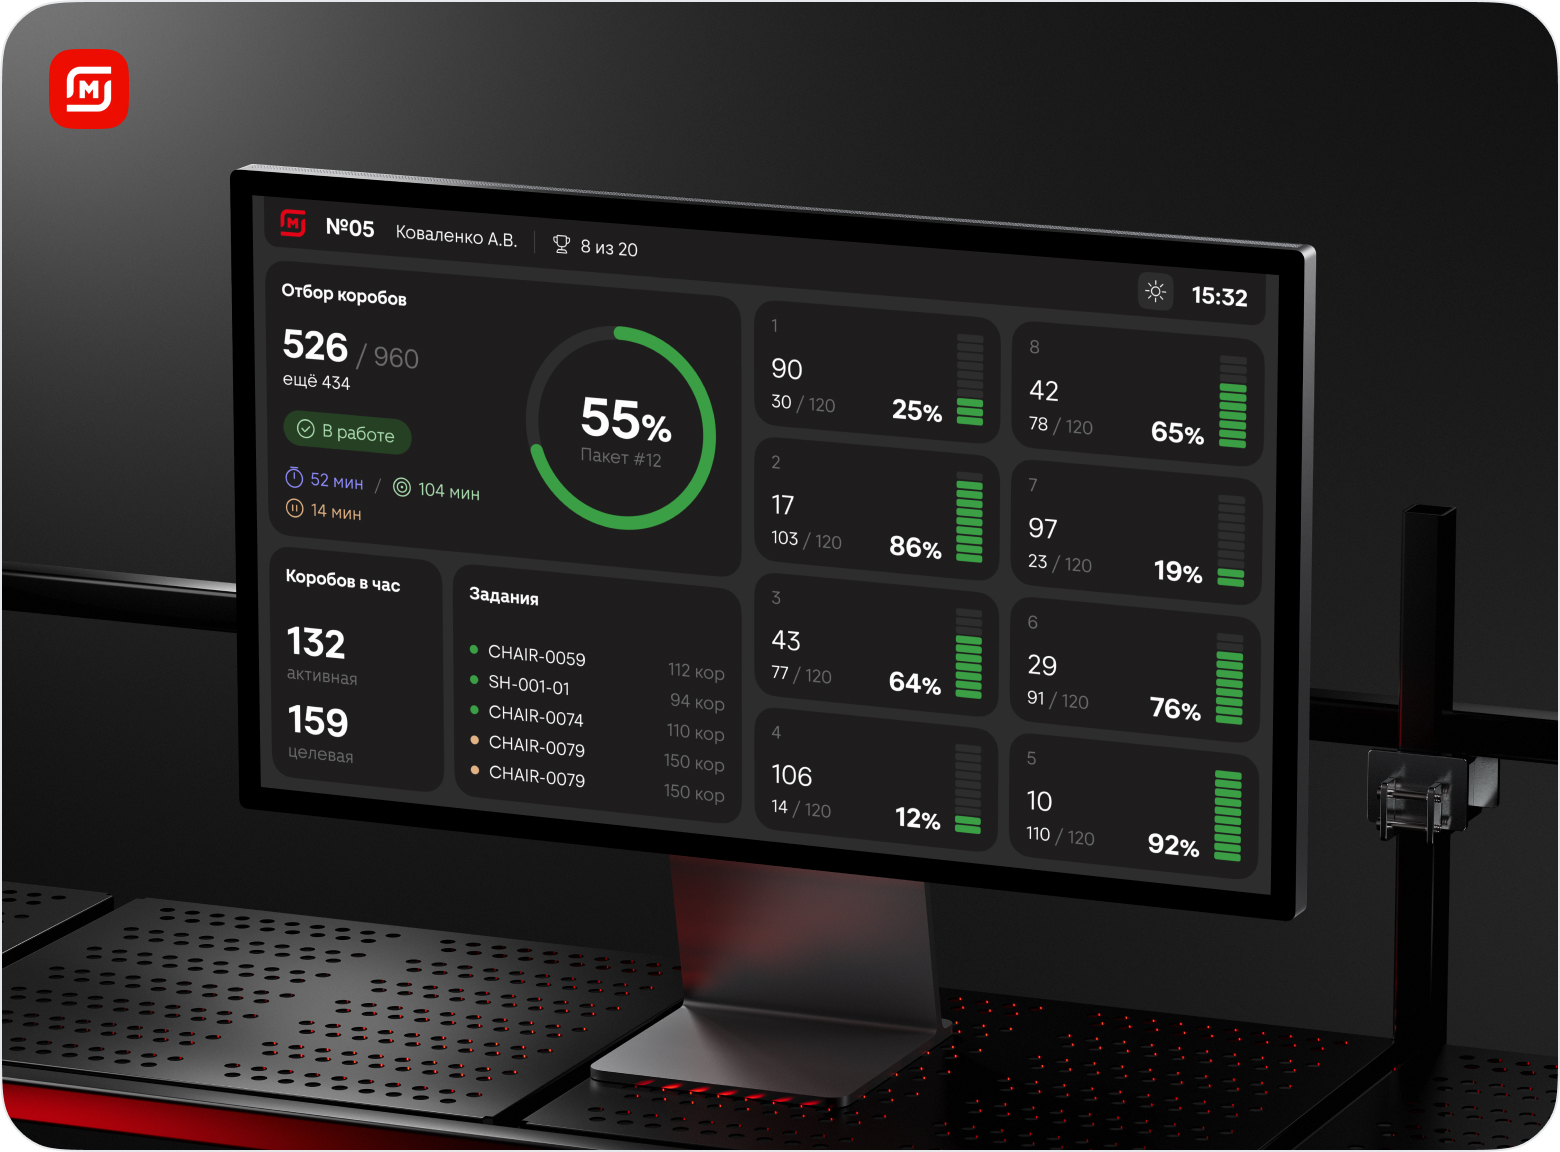 M
M
№05 Коваленко А.В. 8 из 20
15:32
Отбор коробов
526 / 960
ещё 434
В работе
52 мин / 104 мин
14 мин
55%
Пакет #12
Коробов в час
132
активная
159
целевая
Задания
CHAIR-0059 112 кор
SH-001-01 94 кор
CHAIR-0074 110 кор
CHAIR-0079 150 кор
CHAIR-0079 150 кор
1
90
30 / 120 25%
2
17
103 / 120 86%
3
43
77 / 120 64%
4
106
14 / 120 12%
8
42
78 / 120 65%
7
97
23 / 120 19%
6
29
91 / 120 76%
5
10
110 / 120 92%